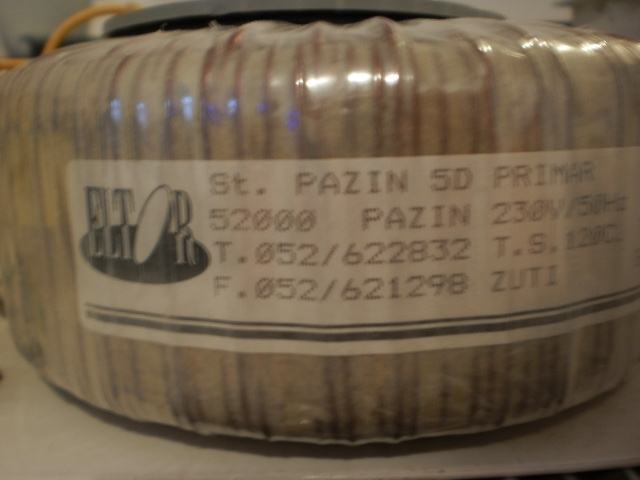 ELTOR
St. PAZIN 5D PRIMAR
52000 PAZIN 230V/50Hz
T.052/622832 T.S.120C
F.052/621298 ZUTI